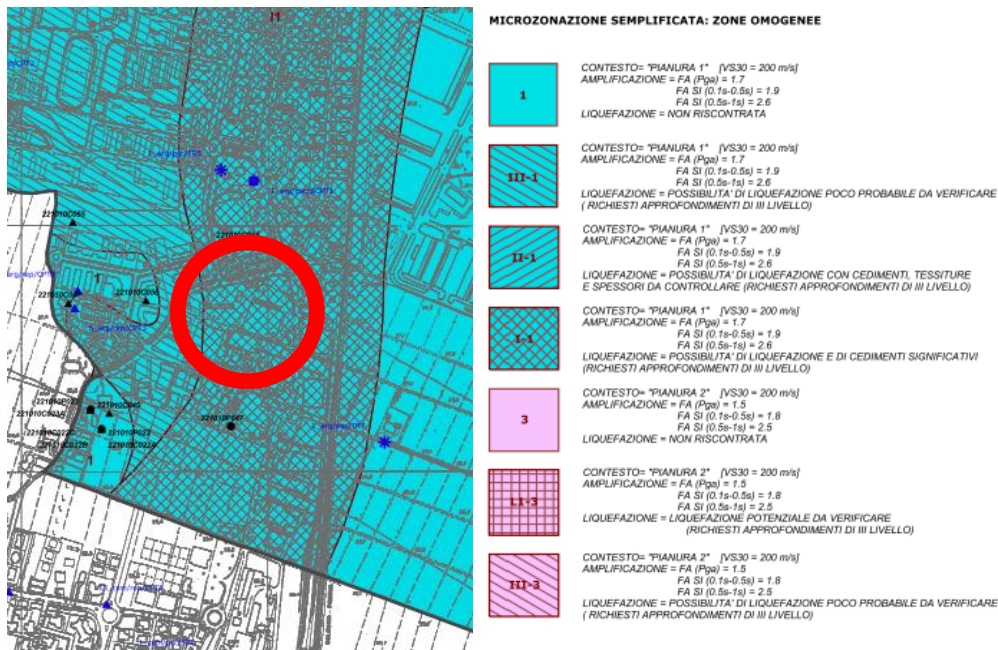 I1
221010C055
1
221010C056
221010C045
221010P022
221010C022A
1
221010P047
MICROZONAZIONE SEMPLIFICATA: ZONE OMOGENEE
1
CONTESTO= "PIANURA 1" [VS30 = 200 m/s]
AMPLIFICAZIONE = FA (Pga) = 1.7
FA SI (0.1s-0.5s) = 1.9
FA SI (0.5s-1s) = 2.6
LIQUEFAZIONE = NON RISCONTRATA
III-1
CONTESTO= "PIANURA 1" [VS30 = 200 m/s]
AMPLIFICAZIONE = FA (Pga) = 1.7
FA SI (0.1s-0.5s) = 1.9
FA SI (0.5s-1s) = 2.6
LIQUEFAZIONE = POSSIBILITA' DI LIQUEFAZIONE POCO PROBABILE DA VERIFICARE
( RICHIESTI APPROFONDIMENTI DI III LIVELLO)
II-1
CONTESTO= "PIANURA 1" [VS30 = 200 m/s]
AMPLIFICAZIONE = FA (Pga) = 1.7
FA SI (0.1s-0.5s) = 1.9
FA SI (0.5s-1s) = 2.6
LIQUEFAZIONE = POSSIBILITA' DI LIQUEFAZIONE CON CEDIMENTI, TESSITURE
E SPESSORI DA CONTROLLARE (RICHIESTI APPROFONDIMENTI DI III LIVELLO)
I-1
CONTESTO= "PIANURA 1" [VS30 = 200 m/s]
AMPLIFICAZIONE = FA (Pga) = 1.7
FA SI (0.1s-0.5s) = 1.9
FA SI (0.5s-1s) = 2.6
LIQUEFAZIONE = POSSIBILITA' DI LIQUEFAZIONE E DI CEDIMENTI SIGNIFICATIVI
(RICHIESTI APPROFONDIMENTI DI III LIVELLO)
3
CONTESTO= "PIANURA 2" [VS30 = 200 m/s]
AMPLIFICAZIONE = FA (Pga) = 1.5
FA SI (0.1s-0.5s) = 1.8
FA SI (0.5s-1s) = 2.5
LIQUEFAZIONE = NON RISCONTRATA
L1-3
CONTESTO= "PIANURA 2" [VS30 = 200 m/s]
AMPLIFICAZIONE = FA (Pga) = 1.5
FA SI (0.1s-0.5s) = 1.8
FA SI (0.5s-1s) = 2.5
LIQUEFAZIONE = LIQUEFAZIONE POTENZIALE DA VERIFICARE
(RICHIESTI APPROFONDIMENTI DI III LIVELLO)
III-3
CONTESTO= "PIANURA 2" [VS30 = 200 m/s]
AMPLIFICAZIONE = FA (Pga) = 1.5
FA SI (0.1s-0.5s) = 1.8
FA SI (0.5s-1s) = 2.5
LIQUEFAZIONE = POSSIBILITA' DI LIQUEFAZIONE POCO PROBABILE DA VERIFICARE
( RICHIESTI APPROFONDIMENTI DI III LIVELLO)